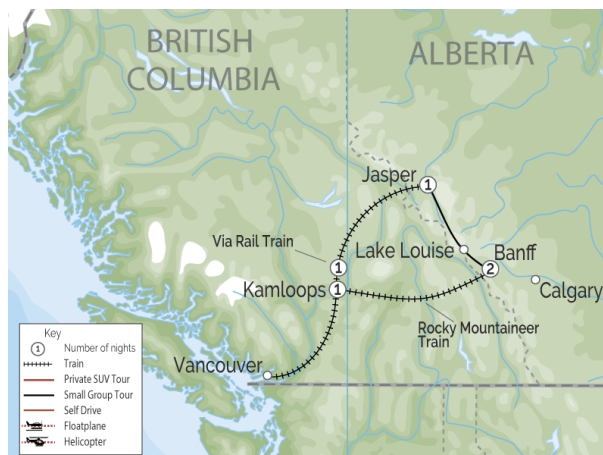 BRITISH
COLUMBIA
ALBERTA
Jasper
1
Via Rail Train
Lake Louise
Banff
1
2
Kamloops
1
Calgary
Rocky Mountaineer
Train
Vancouver
Key
1 Number of nights
Train
Private SUV Tour
Small Group Tour
Self Drive
Floatplane
Helicopter